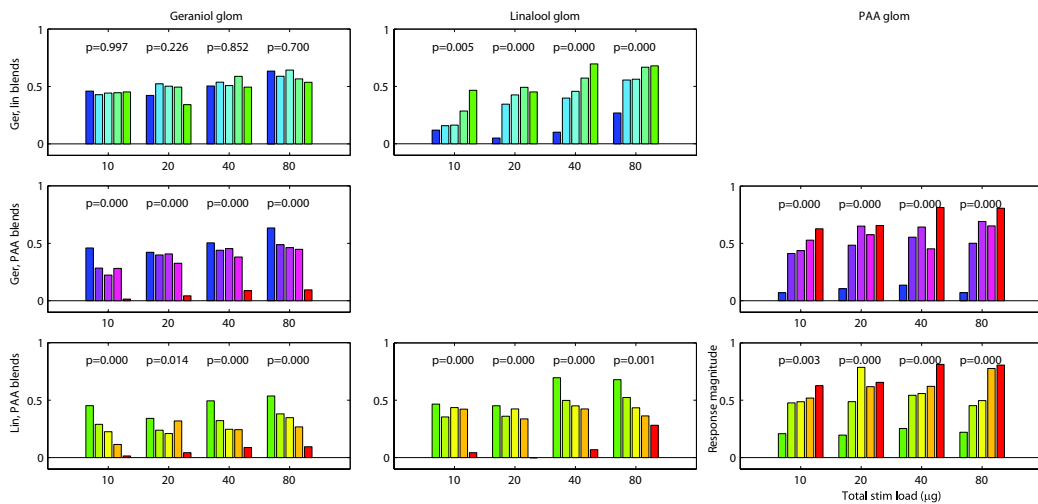 Geraniol glom
Linalool glom
PAA glom
Ger, lin blends
1
0.5
0
p=0.997 p=0.226 p=0.852 p=0.700
10 20 40 80
1
0.5
0
p=0.005 p=0.000 p=0.000 p=0.000
10 20 40 80
Ger, PAA blends
1
0.5
0
p=0.000 p=0.000 p=0.000 p=0.000
10 20 40 80
1
0.5
0
p=0.000 p=0.000 p=0.000 p=0.000
10 20 40 80
Lin, PAA blends
1
0.5
0
p=0.000 p=0.014 p=0.000 p=0.000
10 20 40 80
1
0.5
0
p=0.000 p=0.000 p=0.000 p=0.001
10 20 40 80
Response magnitude
1
0.5
0
p=0.003 p=0.000 p=0.000 p=0.000
10 20 40 80
Total stim load (μg)